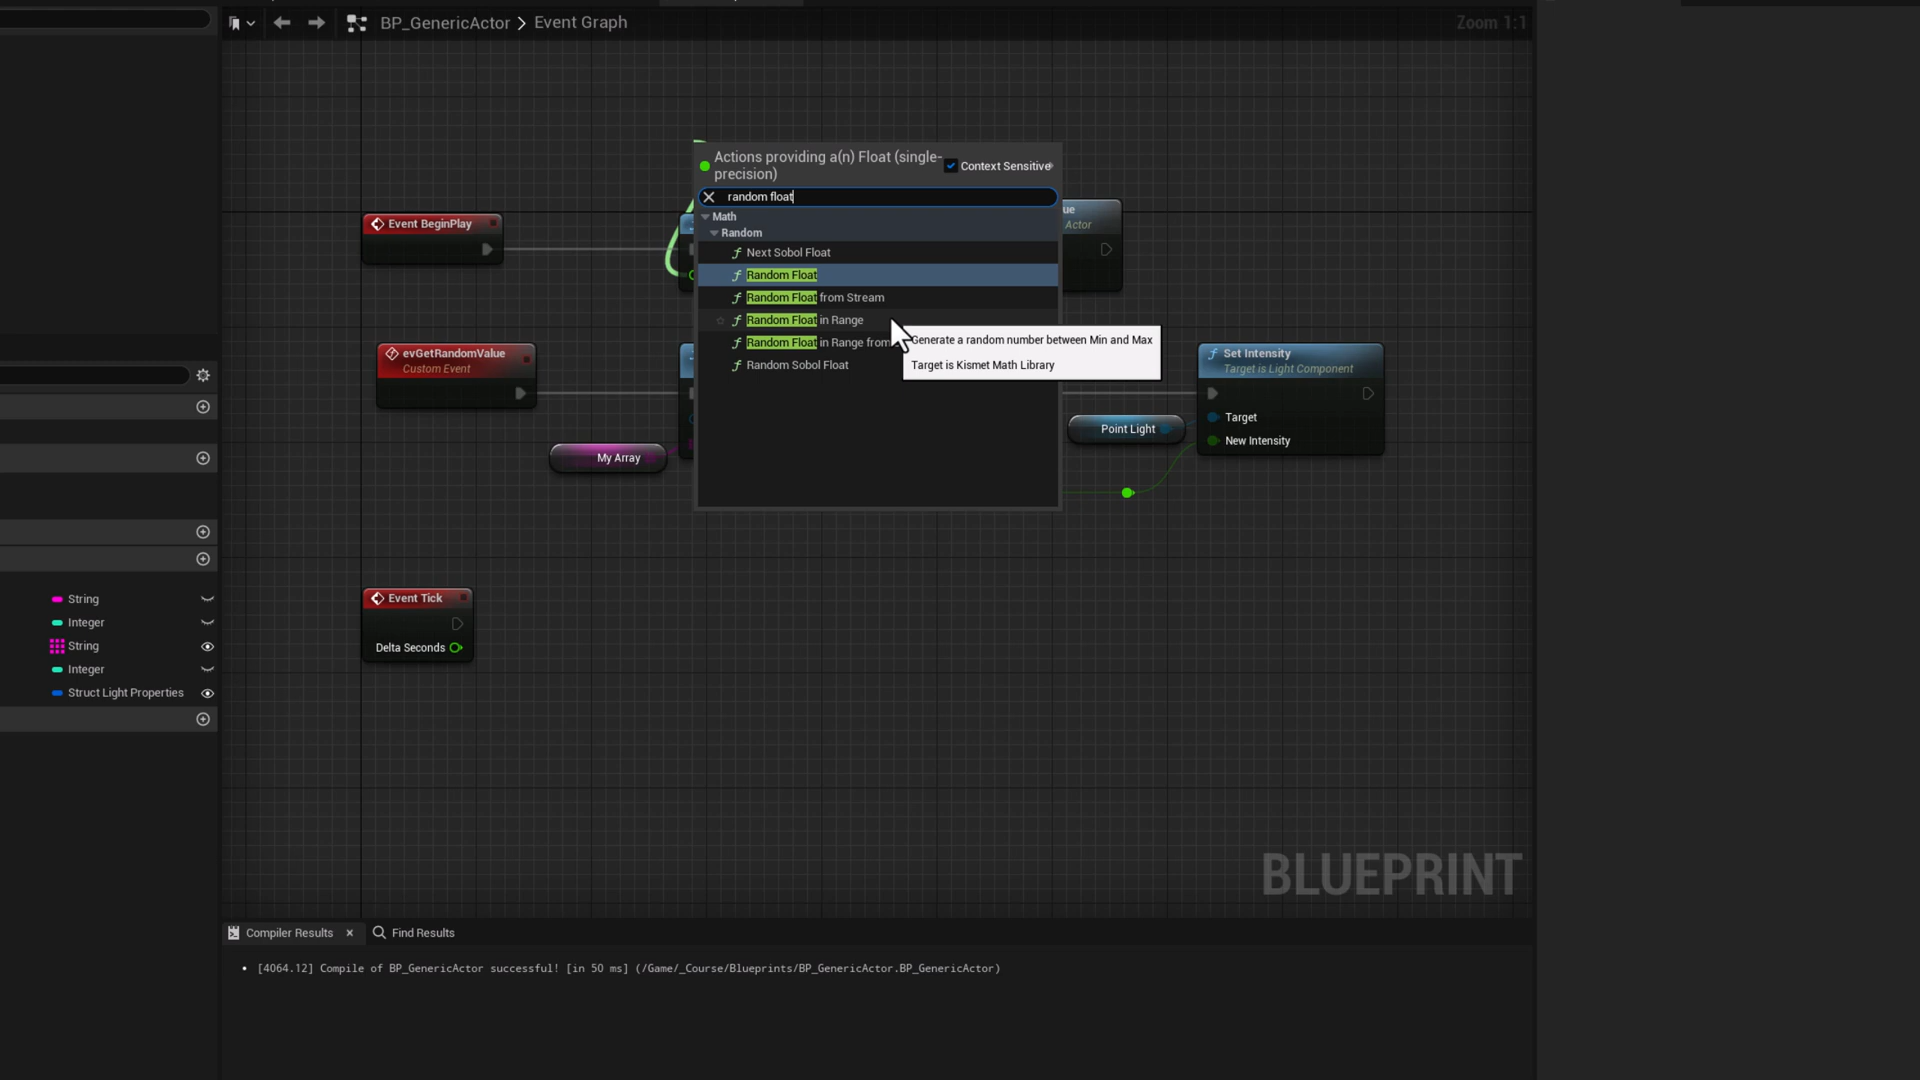 BP_GenericActor > Event Graph
Zoom 1:1
Actions providing a(n) Float (single-
precision)
Context Sensitive
random float
Math
Random
Next Sobol Float
Random Float
Random Float from Stream
Random Float in Range
Random Float in Range from
Random Sobol Float
Generate a random number between Min and Max
Target is Kismet Math Library
Event BeginPlay
ue
Actor
evGetRandomValue
Custom Event
My Array
Point Light
Set Intensity
Target is Light Component
Target
New Intensity
Event Tick
Delta Seconds
String
Integer
String
Integer
Struct Light Properties
BLUEPRINT
Compiler Results
Find Results
[4064.12] Compile of BP_GenericActor successful! [in 50 ms] (/Game/_Course/Blueprints/BP_GenericActor.BP_GenericActor)